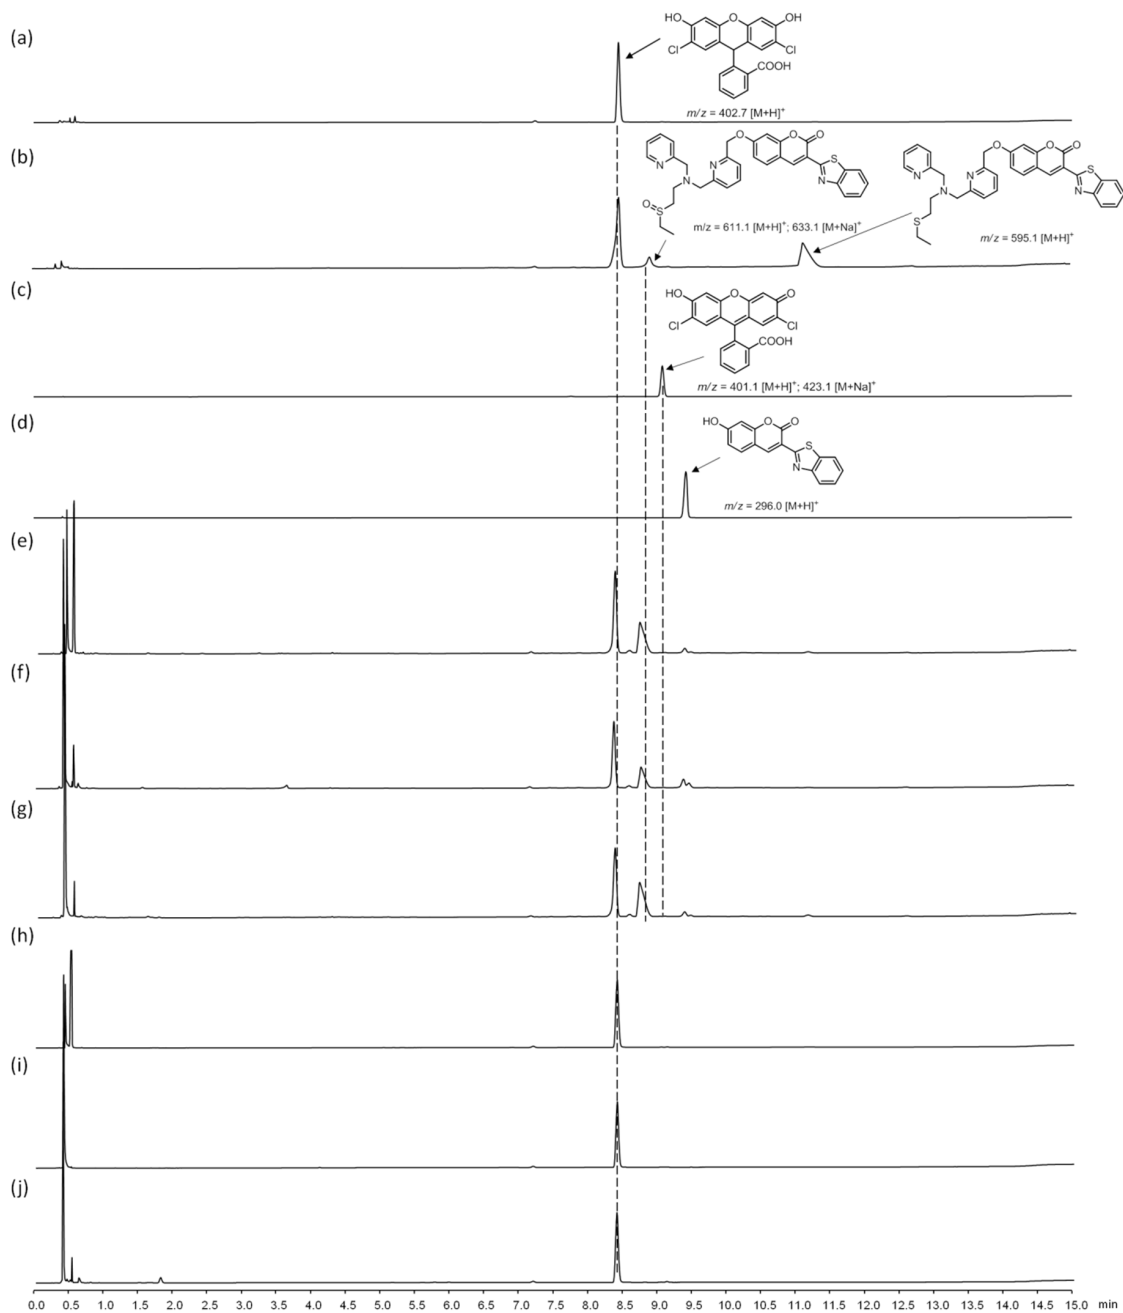 (a)
HO O OH
Cl Cl
COOH
m/z = 402.7 [M+H]+
(b)
N N N O O O S N
O S
m/z = 611.1 [M+H]+; 633.1 [M+Na]+
N N N O O O S N
S
m/z = 595.1 [M+H]+
(c)
HO O O
Cl Cl
COOH
m/z = 401.1 [M+H]+; 423.1 [M+Na]+
(d)
HO O O
S
N
m/z = 296.0 [M+H]+
(e)
(f)
(g)
(h)
(i)
(j)
0.0 0.5 1.0 1.5 2.0 2.5 3.0 3.5 4.0 4.5 5.0 5.5 6.0 6.5 7.0 7.5 8.0 8.5 9.0 9.5 10.0 10.5 11.0 11.5 12.0 12.5 13.0 13.5 14.0 14.5 15.0 min